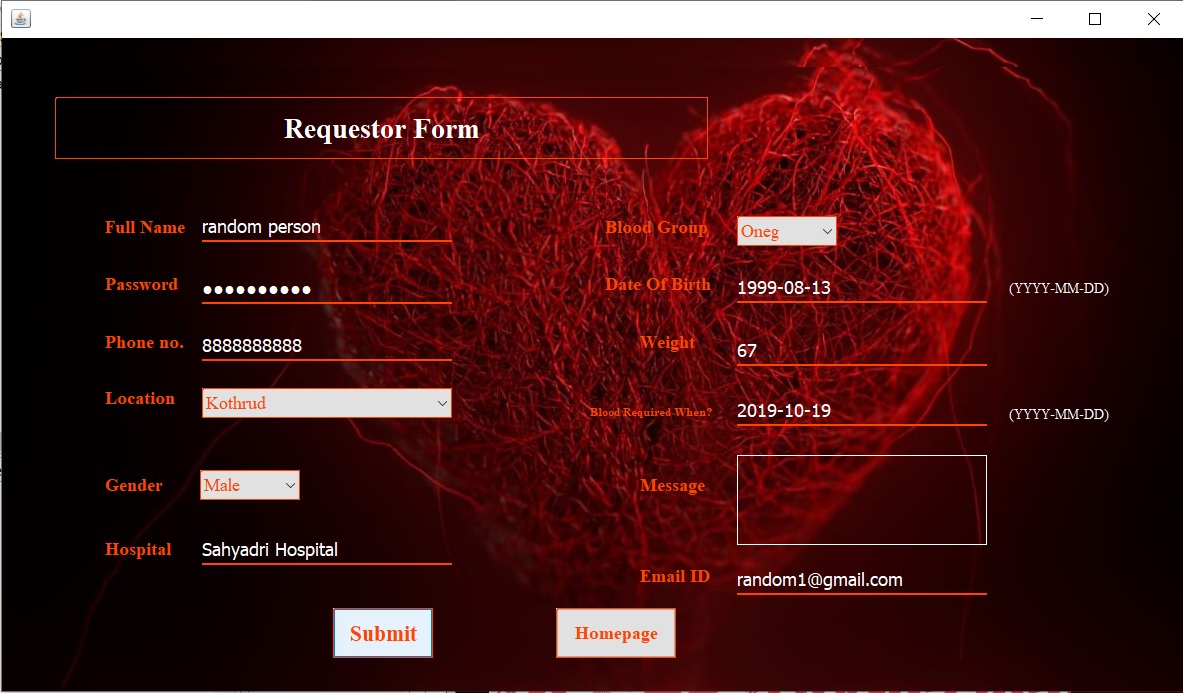 Requestor Form
Full Name random person Blood Group Oneg
Password ●●●●●●●●●● Date Of Birth 1999-08-13 (YYYY-MM-DD)
Phone no. 8888888888 Weight 67
Location Kothrud Blood Required When? 2019-10-19 (YYYY-MM-DD)
Gender Male Message
Hospital Sahyadri Hospital
Email ID random1@gmail.com
Submit Homepage